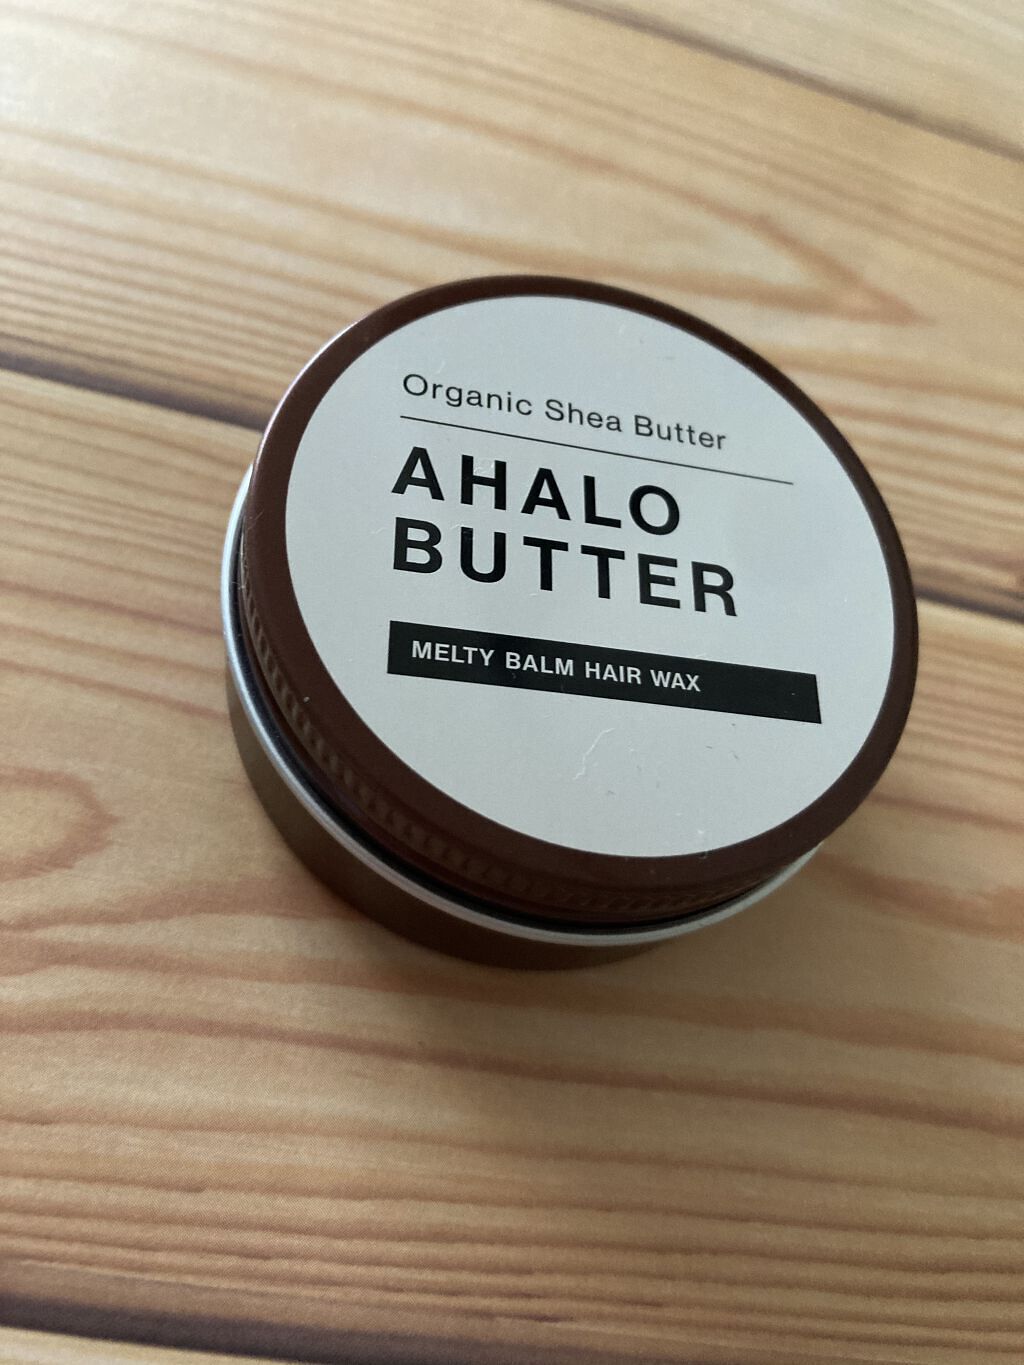 Organic Shea Butter
AHALO
BUTTER
MELTY BALM HAIR WAX